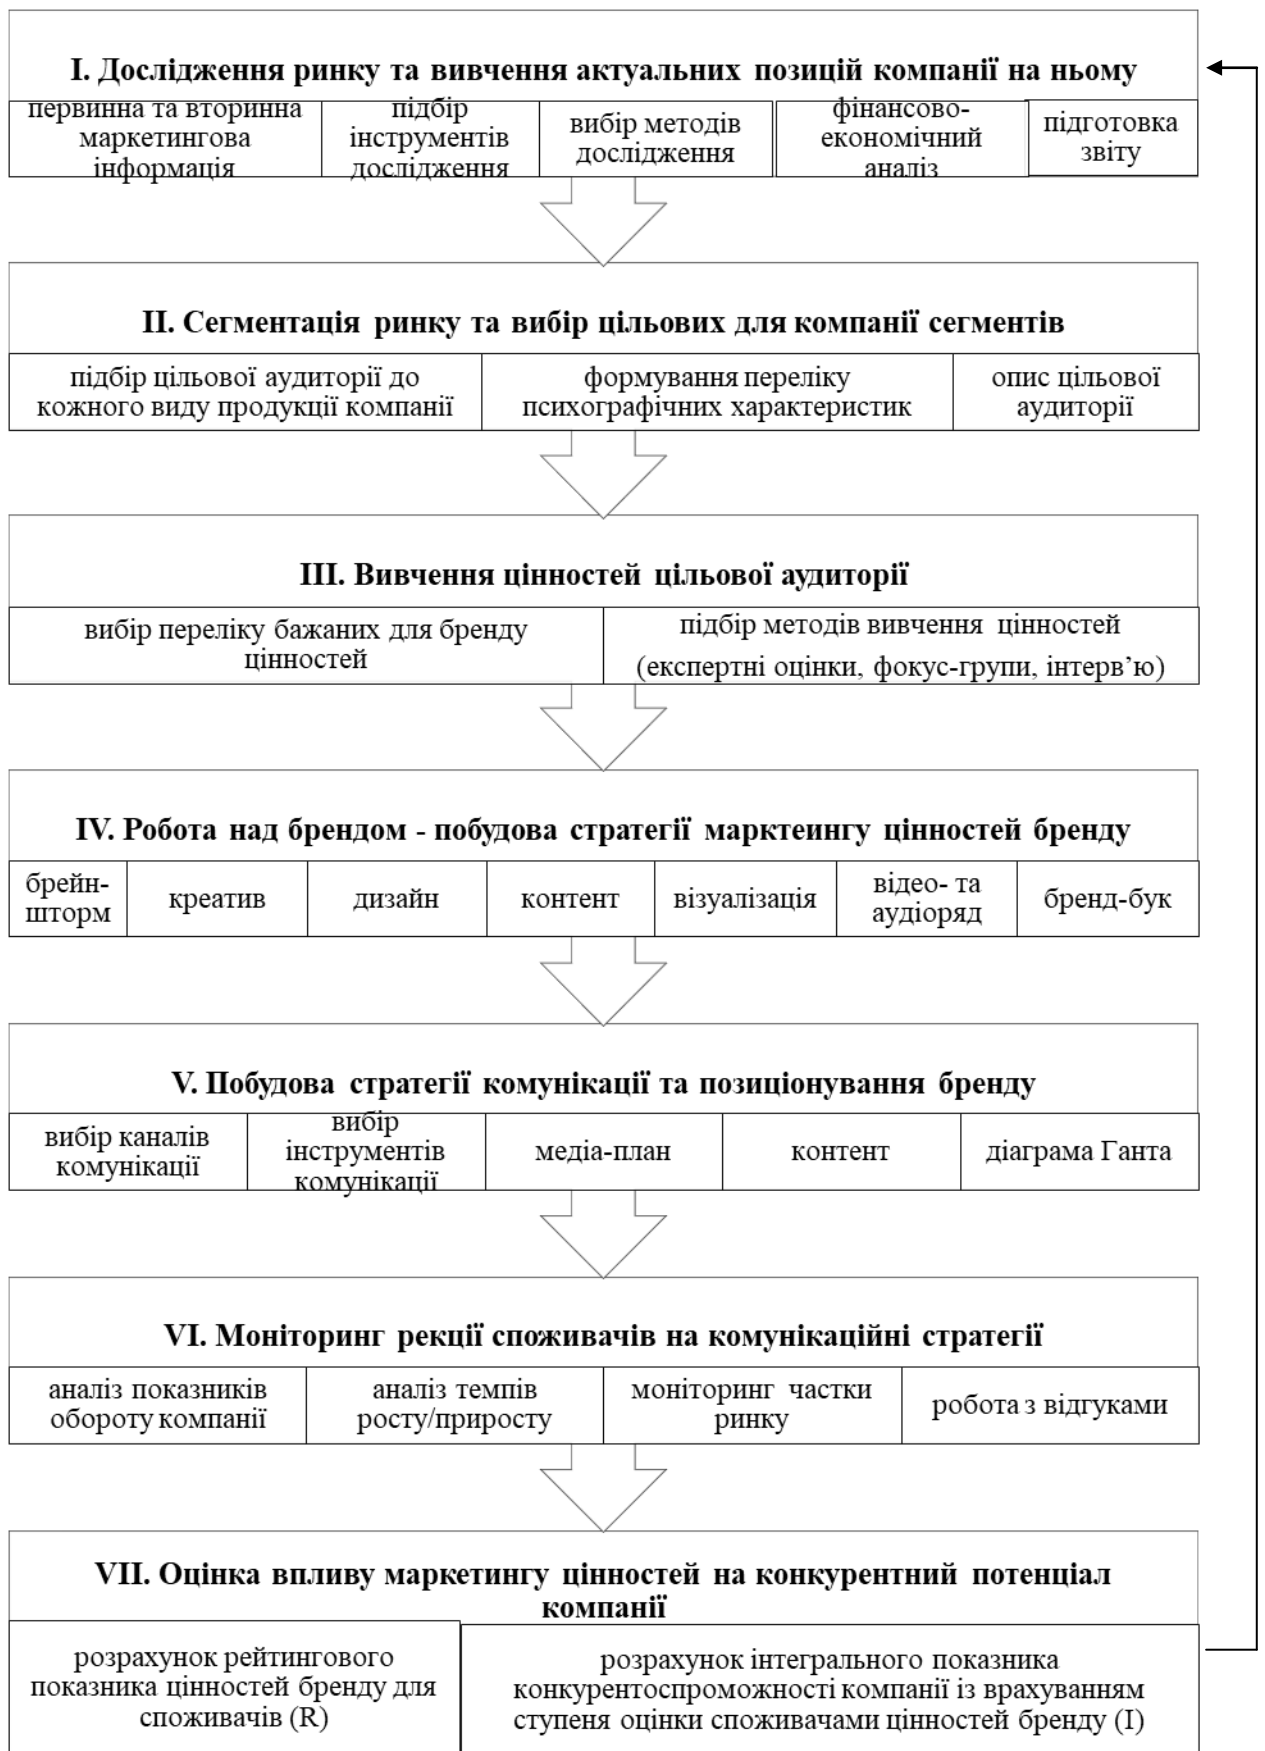 І. Дослідження ринку та вивчення актуальних позицій компанії на ньому
первинна та вторинна
маркетингова
інформація
підбір
інструментів
дослідження
вибір методів
дослідження
фінансово-
економічний
аналіз
підготовка
звіту
ІІ. Сегментація ринку та вибір цільових для компанії сегментів
підбір цільової аудиторії до
кожного виду продукції компанії
формування переліку
психографічних характеристик
опис цільової
аудиторії
ІІІ. Вивчення цінностей цільової аудиторії
вибір переліку бажаних для бренду
цінностей
підбір методів вивчення цінностей
(експертні оцінки, фокус-групи, інтерв’ю)
IV. Робота над брендом - побудова стратегії марктеингу цінностей бренду
брейн-
шторм
креатив
дизайн
контент
візуалізація
відео- та
аудіоряд
бренд-бук
V. Побудова стратегії комунікації та позиціонування бренду
вибір каналів
комунікації
вибір
інструментів
комунікації
медіа-план
контент
діаграма Ганта
VI. Моніторинг рекції споживачів на комунікаційні стратегії
аналіз показників
обороту компанії
аналіз темпів
росту/приросту
моніторинг частки
ринку
робота з відгуками
VII. Оцінка впливу маркетингу цінностей на конкурентний потенціал
компанії
розрахунок рейтингового
показника цінностей бренду для
споживачів (R)
розрахунок інтегрального показника
конкурентоспроможності компанії із врахуванням
ступеня оцінки споживачами цінностей бренду (I)